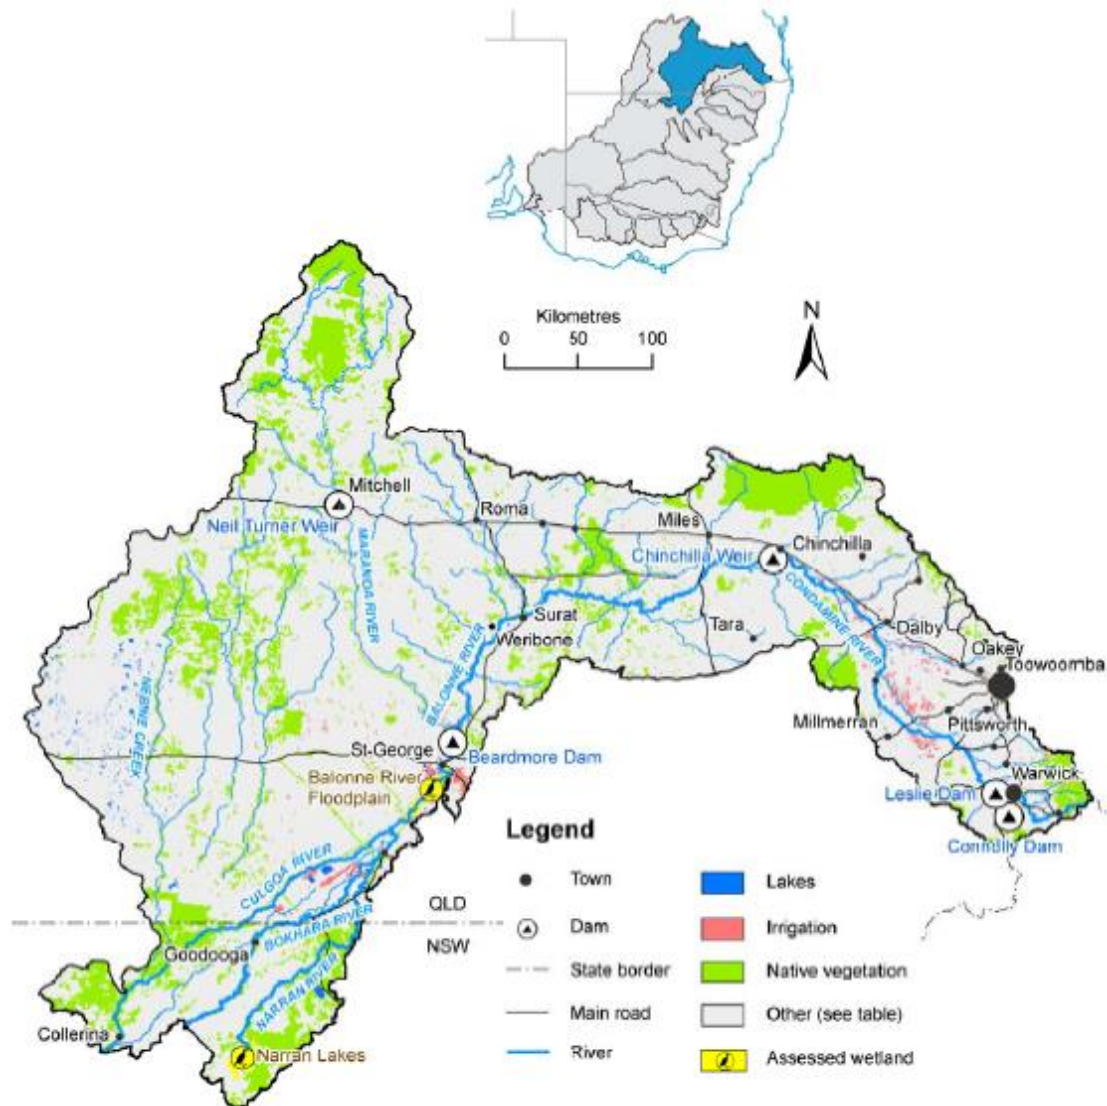 Kilometres
0 50 100
N
Mitchell
Neil Turner Weir
Roma
Miles
Chinchilla
Chinchilla Weir
MARANOA RIVER
CONDAMINE RIVER
Surat
Weribone
Tara
Dalby
Oakey
Toowoomba
BALONNE RIVER
NEBINE CREEK
Millmerran
Pittsworth
St-George
Beardmore Dam
Balonne River
Floodplain
Warwick
Leslie Dam
Connolly Dam
CULGOA RIVER
QLD
NSW
BOKHARA RIVER
Goodooga
NARRAN RIVER
Collerina
Narran Lakes
Legend
Town
Dam
State border
Main road
River
Lakes
Irrigation
Native vegetation
Other (see table)
Assessed wetland